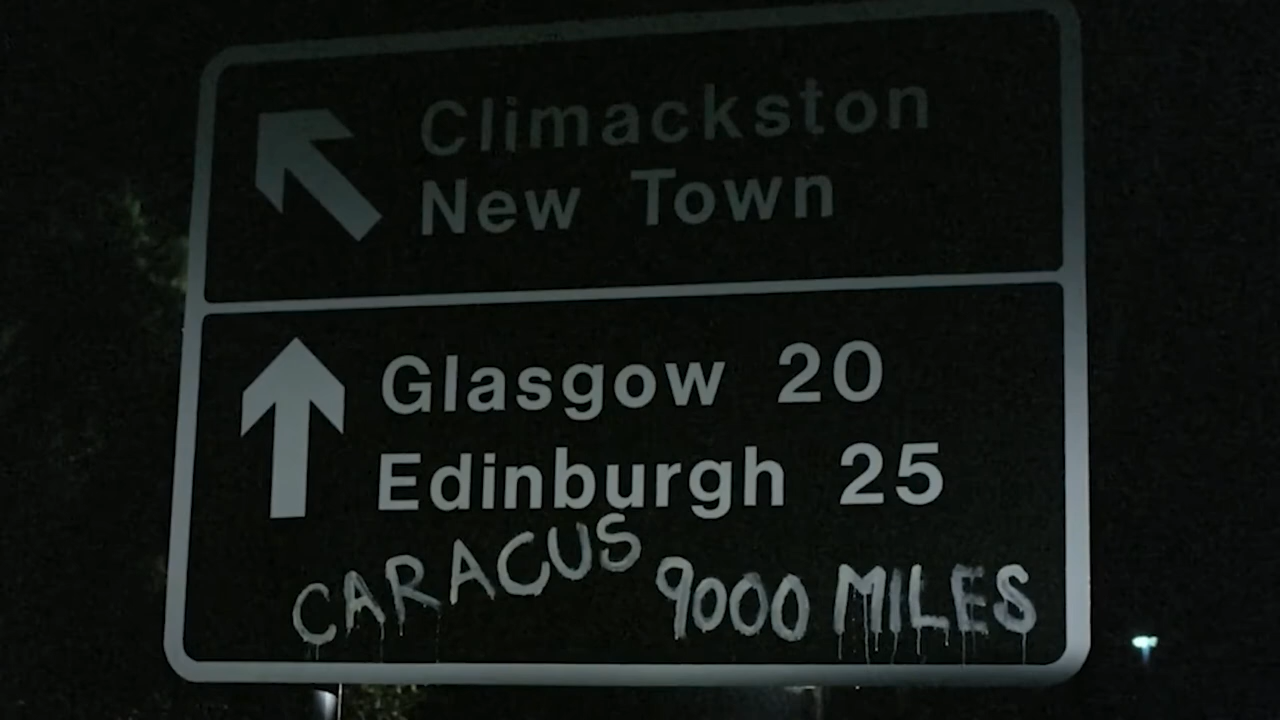 Climackston
New Town
Glasgow 20
Edinburgh 25
CARACUS 9000 MILES